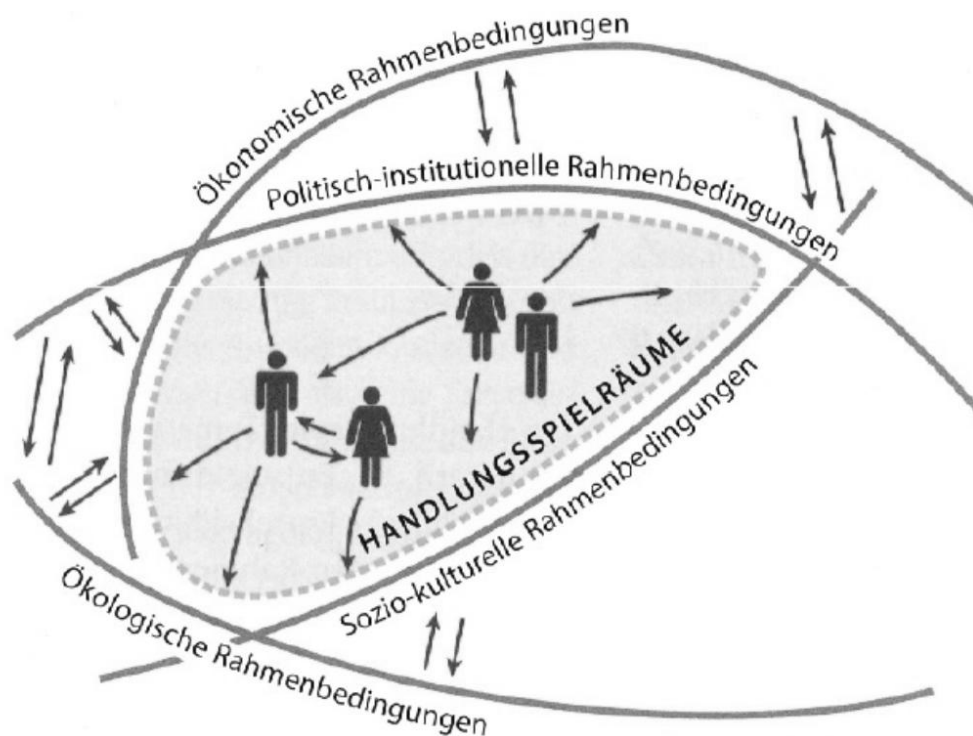 Ökonomische Rahmenbedingungen
Politisch-institutionelle Rahmenbedingungen
HANDLUNGSSPIELRÄUME
Sozio-kulturelle Rahmenbedingungen
Ökologische Rahmenbedingungen